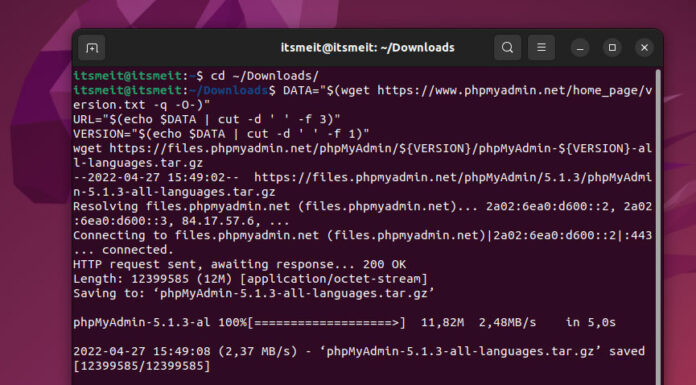 itsmeit@itsmeit: ~/Downloads
itsmeit@itsmeit:~$ cd ~/Downloads/
itsmeit@itsmeit:~/Downloads$ DATA="$(wget https://www.phpmyadmin.net/home_page/v
ersion.txt -q -O-)"
URL="$(echo $DATA | cut -d ' ' -f 3)"
VERSION="$(echo $DATA | cut -d ' ' -f 1)"
wget https://files.phpmyadmin.net/phpMyAdmin/${VERSION}/phpMyAdmin-${VERSION}-al
l-languages.tar.gz
--2022-04-27 15:49:02--  https://files.phpmyadmin.net/phpMyAdmin/5.1.3/phpMyAdmi
n-5.1.3-all-languages.tar.gz
Resolving files.phpmyadmin.net (files.phpmyadmin.net)... 2a02:6ea0:d600::2, 2a02
:6ea0:d600::3, 84.17.57.6, ...
Connecting to files.phpmyadmin.net (files.phpmyadmin.net)|2a02:6ea0:d600::2|:443
... connected.
HTTP request sent, awaiting response... 200 OK
Length: 12399585 (12M) [application/octet-stream]
Saving to: ‘phpMyAdmin-5.1.3-all-languages.tar.gz’
phpMyAdmin-5.1.3-al 100%[===================>]  11,82M  2,48MB/s    in 5,0s
2022-04-27 15:49:08 (2,37 MB/s) - ‘phpMyAdmin-5.1.3-all-languages.tar.gz’ saved
[12399585/12399585]